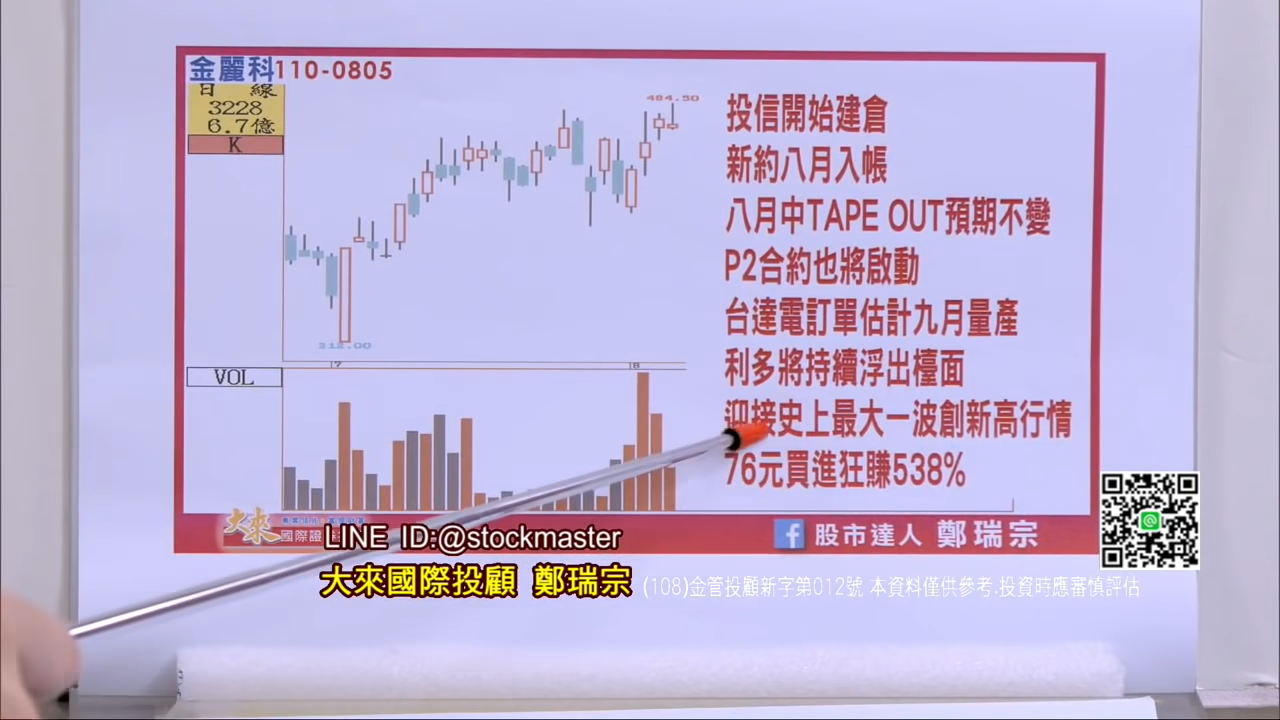 金麗科110-0805
日 線
3228
6.7億
K
484.50
312.00
7
8
VOL
投信開始建倉
新約八月入帳
八月中TAPE OUT預期不變
P2合約也將啟動
台達電訂單估計九月量產
利多將持續浮出檯面
迎接史上最大一波創新高行情
76元買進狂賺538%
大來
國際證
股市達人 鄭瑞宗
LINE ID:@stockmaster
大來國際投顧 鄭瑞宗 (108)金管投顧新字第012號 本資料僅供參考.投資時應審慎評估